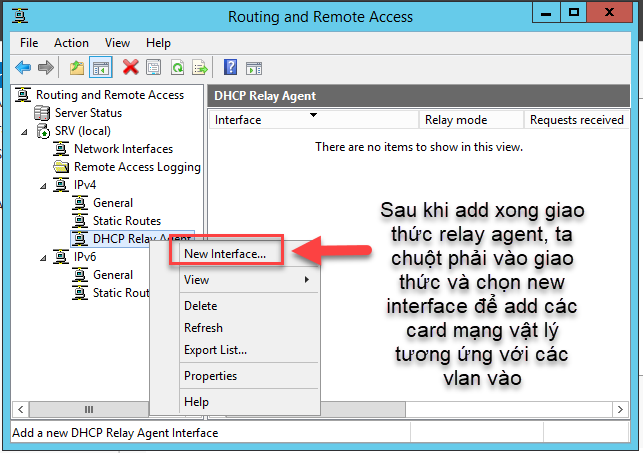 Routing and Remote Access
File Action View Help
Routing and Remote Access
Server Status
SRV (local)
Network Interfaces
Remote Access Logging
IPv4
General
Static Routes
DHCP Relay Agent
IPv6
General
Static Rout
DHCP Relay Agent
Interface Relay mode Requests received
There are no items to show in this view.
New Interface...
View
Delete
Refresh
Export List...
Properties
Help
Sau khi add xong giao
thức relay agent, ta
chuột phải vào giao
thức và chọn new
interface để add các
card mạng vật lý
tương ứng với các
vlan vào
Add a new DHCP Relay Agent Interface